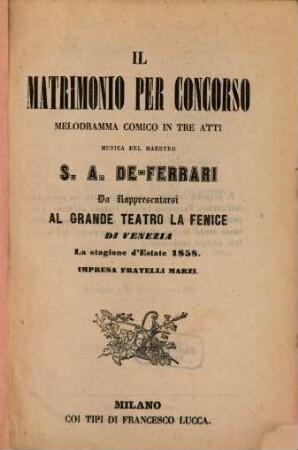 IL
MATRIMONIO PER CONCORSO
MELODRAMMA COMICO IN TRE ATTI
MUSICA DEL MAESTRO
S. A. DE-FERRARI
Da Rappresentarsi
AL GRANDE TEATRO LA FENICE
DI VENEZIA
La stagione d'Estate 1858.
IMPRESA FRATELLI MARZI.
MILANO
COI TIPI DI FRANCESCO LUCCA.